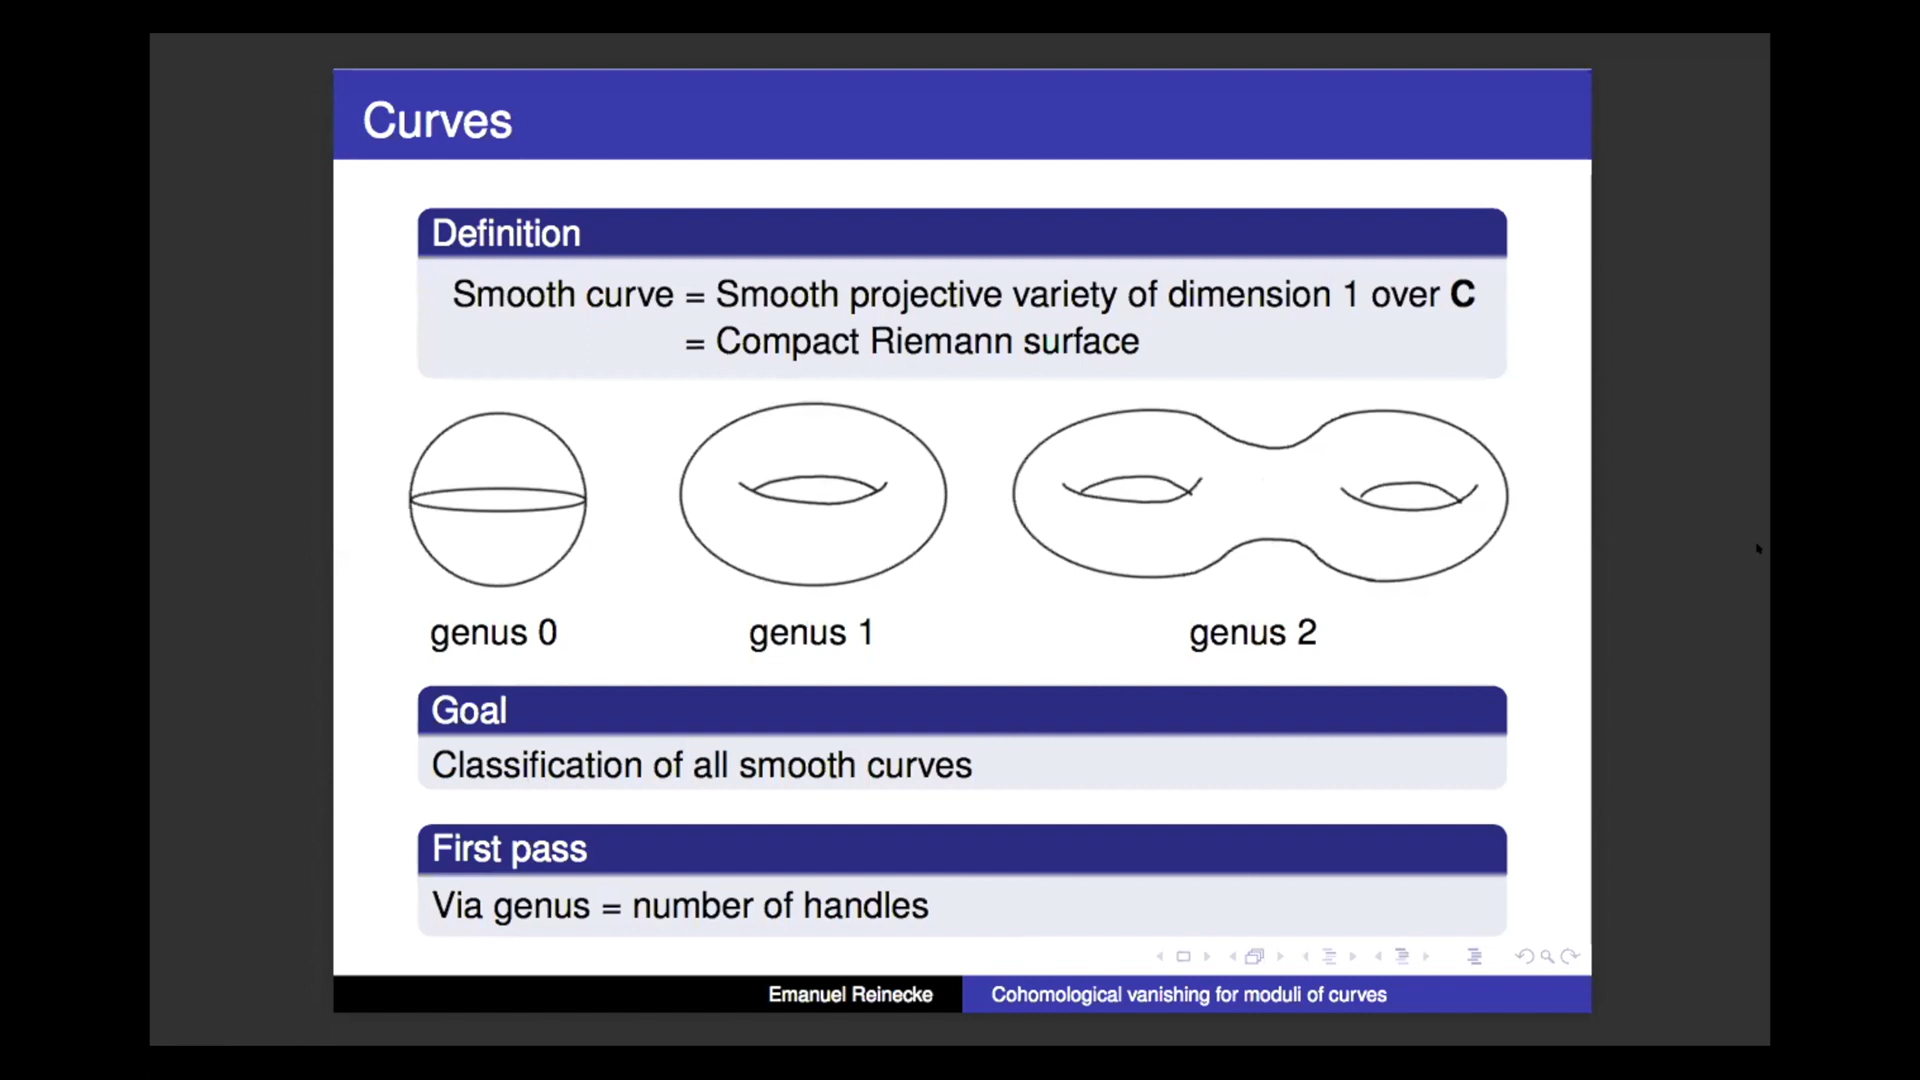 Curves
Definition
Smooth curve = Smooth projective variety of dimension 1 over C
= Compact Riemann surface
genus 0
genus 1
genus 2
Goal
Classification of all smooth curves
First pass
Via genus = number of handles
Emanuel Reinecke
Cohomological vanishing for moduli of curves